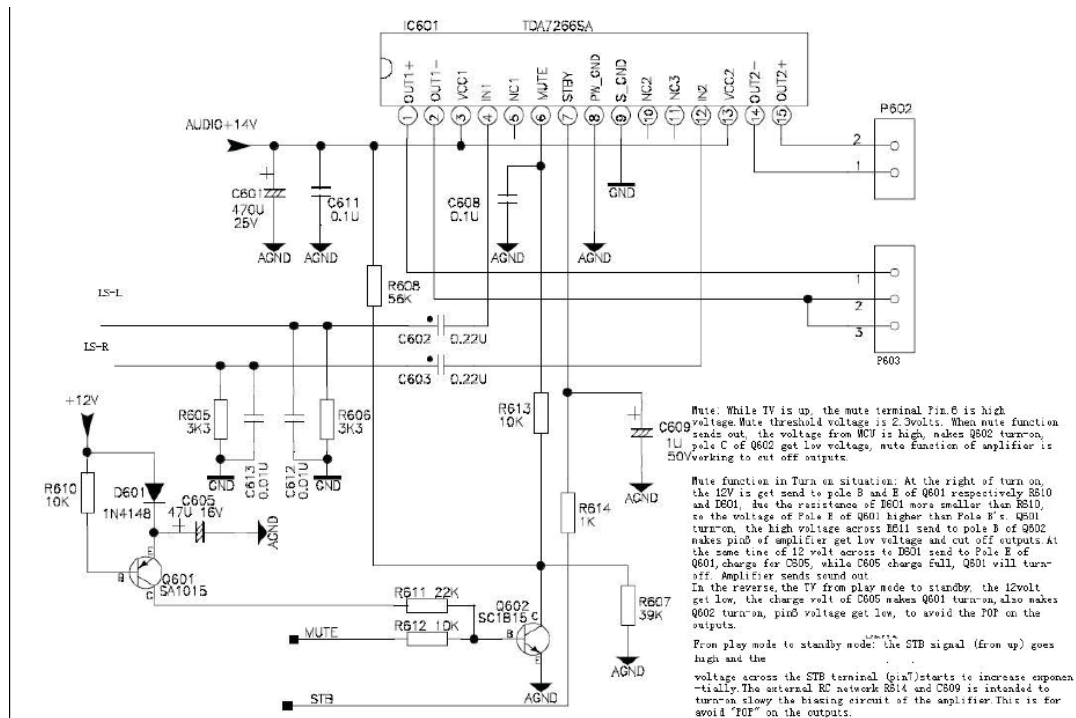 IC601 TDA7266SA
OUT1+
OUT1-
VCC1
IN1
NC1
MUTE
STBY
PW_GND
S_GND
NC2
NC3
IN2
VCC2
OUT2-
OUT2+
1
2
3
4
5
6
7
8
9
10
11
12
13
14
15
P602
2
1
AUDIO+14V
C601
470U
25V
C611
0.1U
C608
0.1U
GND
AGND
AGND
AGND
AGND
R608
56K
1
2
3
P603
LS-L
C602 0.22U
LS-R
C603 0.22U
+12V
R605
3K3
C613
0.01U
C612
0.01U
R606
3K3
R613
10K
C609
1U
50V
GND
GND
AGND
R610
10K
D601
1N4148
C605
47U 16V
AGND
R614
1K
E
B
C
Q601
SA1015
R611 22K
R612 10K
MUTE
Q602
SC1815
C
B
E
R607
39K
AGND
AGND
STB
Mute: While TV is up, the mute terminal Pin.6 is high
voltage.Mute threshold voltage is 2.3volts. When mute function
sends out, the voltage from MCU is high, makes Q602 turn-on,
pole C of Q602 get low voltage, mute function of amplifier is
working to cut off outputs.
Mute function in Turn on situation: At the right of turn on,
the 12V is get send to pole B and E of Q601 respectively R610
and D601, due the resistance of D601 more smaller than R610,
so the voltage of Pole E of Q601 higher than Pole B's. Q601
turn-on, the high voltage across R611 send to pole B of Q602
makes pin6 of amplifier get low voltage and cut off outputs.At
the same time of 12 volt across to D601 send to Pole E of
Q601,charge for C605, while C605 charge full, Q601 will turn-
off. Amplifier sends sound out.
In the reverse,the TV from play mode to standby, the 12volt
get low, the charge volt of C605 makes Q601 turn-on,also makes
Q602 turn-on, pin6 voltage get low, to avoid the POP on the
outputs.
From play mode to standby mode: the STB signal (from up) goes
high and the
voltage across the STB terminal (pin7)starts to increase exponen
-tially.The external RC network R614 and C609 is intended to
turn-on slowy the biasing circuit of the amplifier.This is for
avoid "POP" on the outputs.